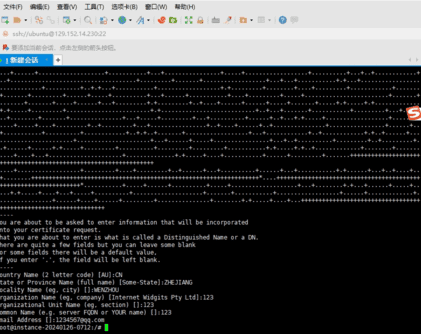 文件(F) 编辑(E) 查看(V) 工具(T) 选项卡(B) 窗口(W) 帮助(H)
ssh://ubuntu@129.152.14.230:22
要添加当前会话，点击左侧的箭头按钮。
1 新建会话
----
ou are about to be asked to enter information that will be incorporated
nto your certificate request.
hat you are about to enter is what is called a Distinguished Name or a DN.
here are quite a few fields but you can leave some blank
or some fields there will be a default value,
f you enter '.', the field will be left blank.
----
ountry Name (2 letter code) [AU]:CN
tate or Province Name (full name) [Some-State]:ZHEJIANG
ocality Name (eg, city) []:WENZHOU
rganization Name (eg, company) [Internet Widgits Pty Ltd]:123
rganizational Unit Name (eg, section) []:123
ommon Name (e.g. server FQDN or YOUR name) []:123
mail Address []:1234567@qq.com
oot@instance-20240126-0712:/#